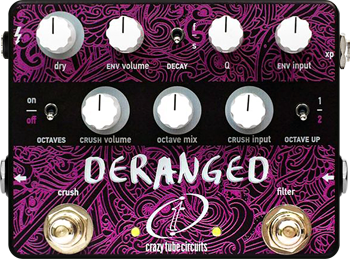 f
s
xp
dry
ENV volume
DECAY
Q
ENV input
on
off
1
2
OCTAVES
CRUSH volume
octave mix
CRUSH input
OCTAVE UP
DERANGED
crush
filter
crazy tube circuits